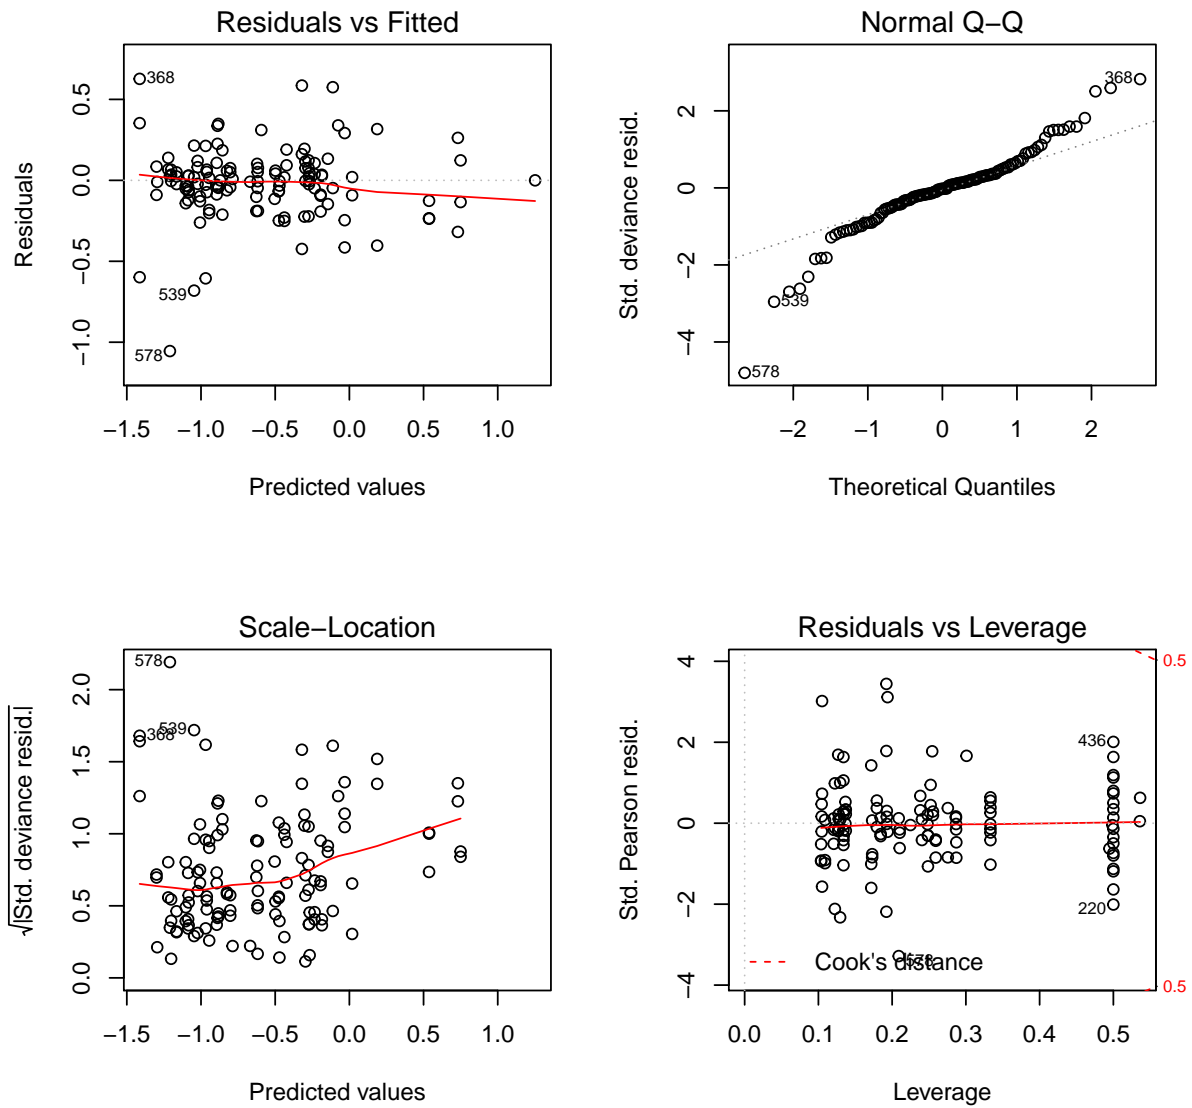 Residuals vs Fitted
Residuals
0.5
0.0
−0.5
−1.0
368
539
578
−1.5 −1.0 −0.5 0.0 0.5 1.0
Predicted values
Normal Q−Q
Std. deviance resid.
2
0
−2
−4
368
539
578
−2 −1 0 1 2
Theoretical Quantiles
Scale−Location
√|Std. deviance resid.|
2.0
1.5
1.0
0.5
0.0
578
539
368
−1.5 −1.0 −0.5 0.0 0.5 1.0
Predicted values
Residuals vs Leverage
Std. Pearson resid.
4
2
0
−2
−4
0.5
436
220
578
Cook's distance
0.5
0.0 0.1 0.2 0.3 0.4 0.5
Leverage